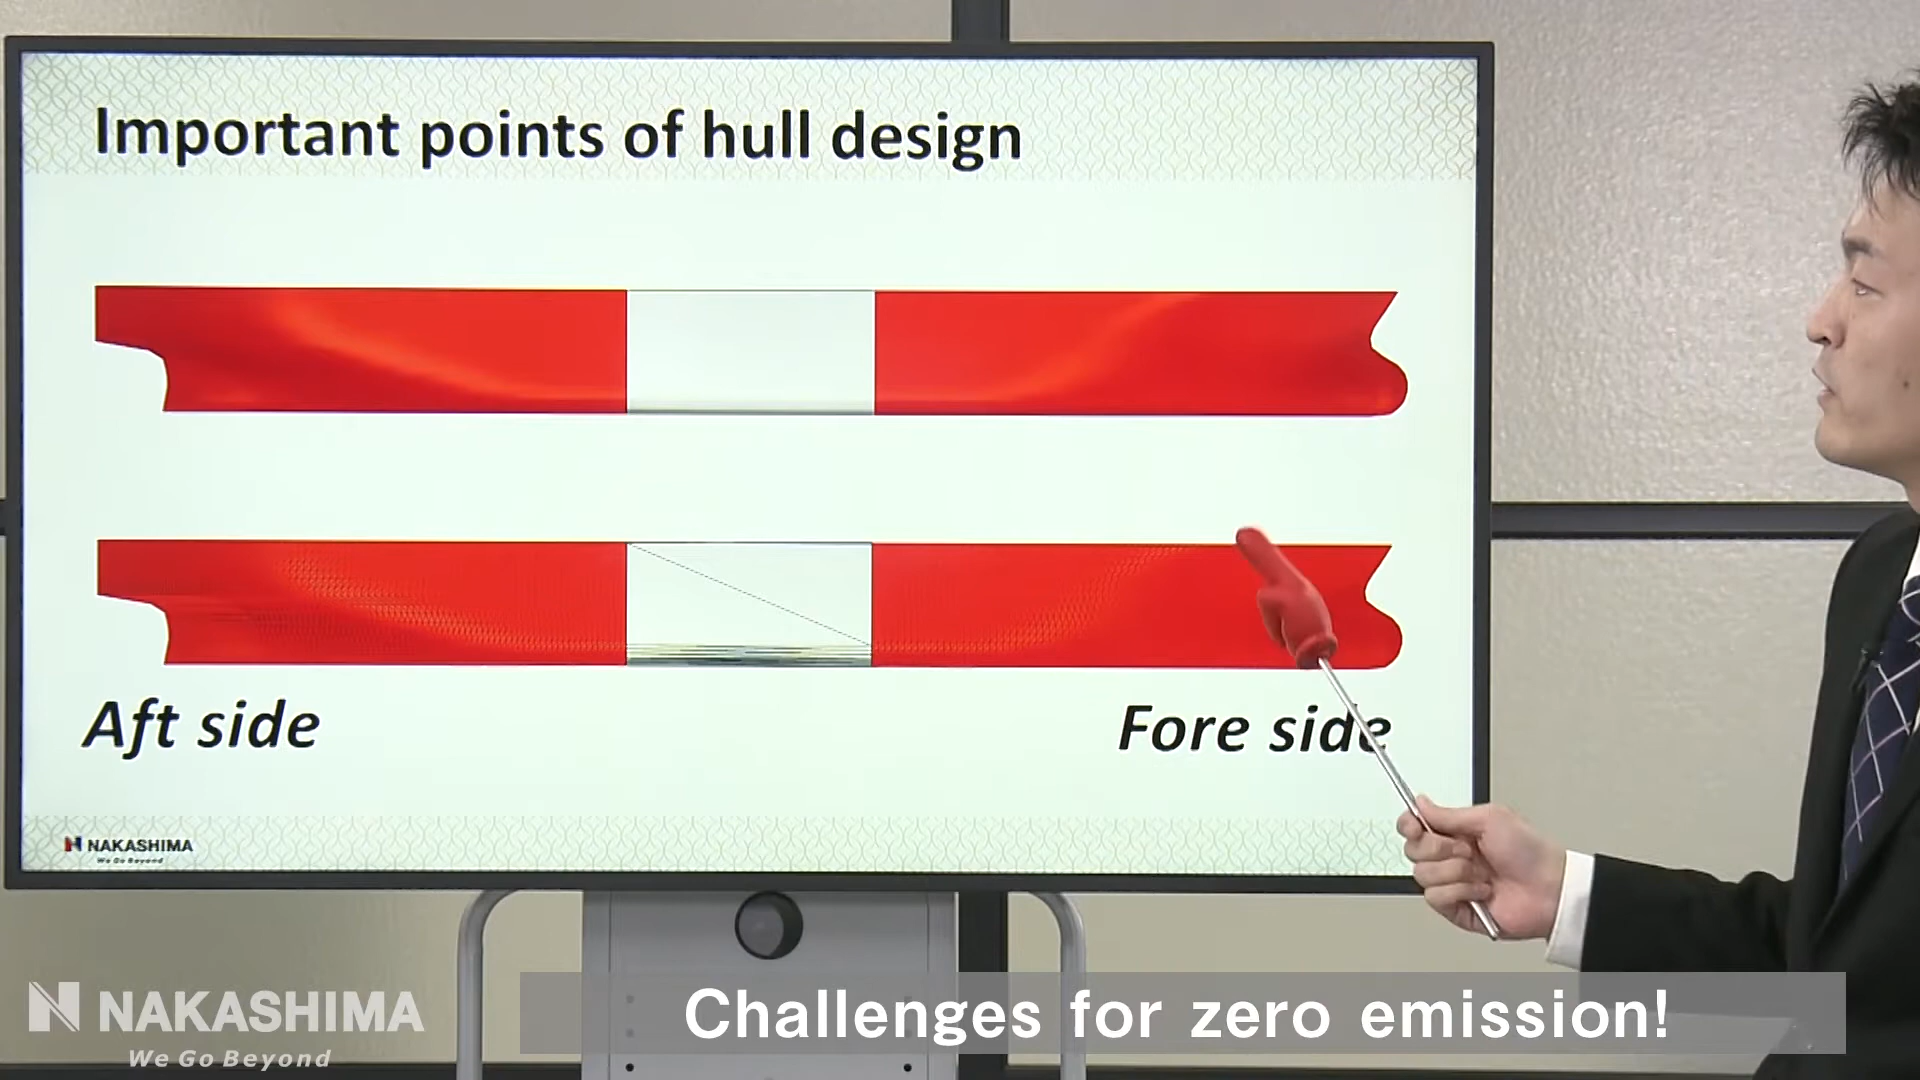 Important points of hull design
Aft side
Fore side
NAKASHIMA
We Go Beyond
NAKASHIMA
We Go Beyond
Challenges for zero emission!